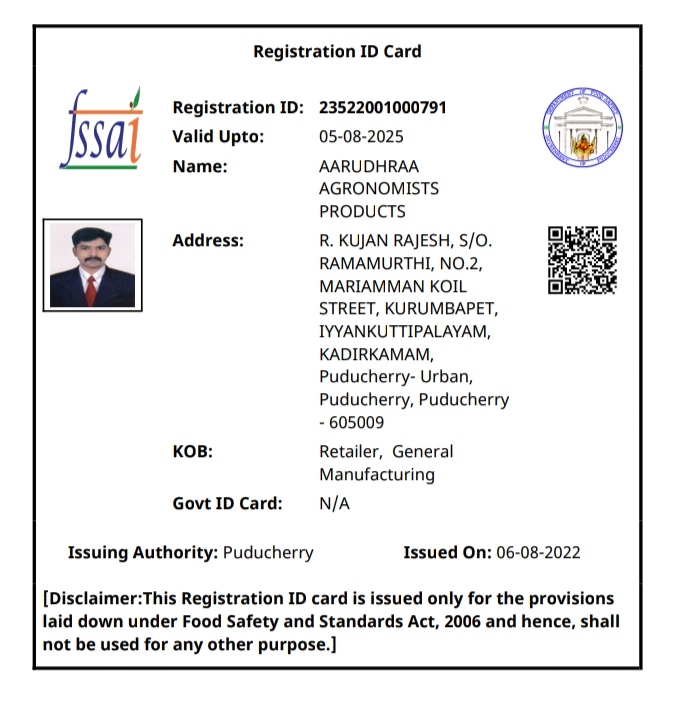 Registration ID Card
fssai
Registration ID: 23522001000791
Valid Upto: 05-08-2025
Name: AARUDHRAA
AGRONOMISTS
PRODUCTS
Address: R. KUJAN RAJESH, S/O.
RAMAMURTHI, NO.2,
MARIAMMAN KOIL
STREET, KURUMBAPET,
IYYANKUTTIPALAYAM,
KADIRKAMAM,
Puducherry- Urban,
Puducherry, Puducherry
- 605009
KOB: Retailer, General
Manufacturing
Govt ID Card: N/A
Issuing Authority: Puducherry Issued On: 06-08-2022
[Disclaimer:This Registration ID card is issued only for the provisions
laid down under Food Safety and Standards Act, 2006 and hence, shall
not be used for any other purpose.]